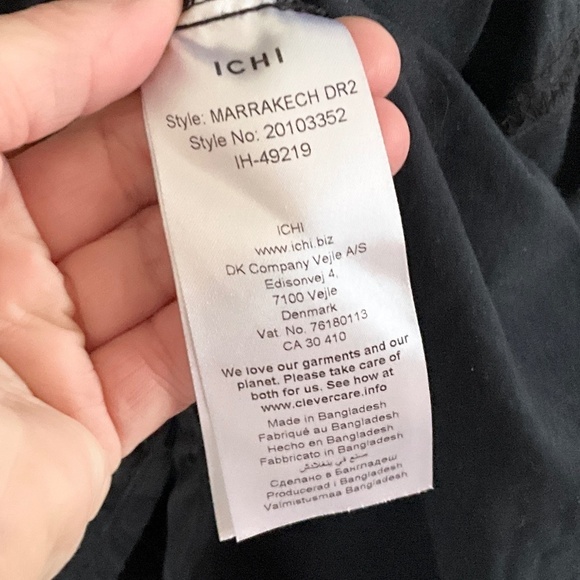 ICHI
Style: MARRAKECH DR2
Style No: 20103352
IH-49219
ICHI
www.ichi.biz
DK Company Vejle A/S
Edisonvej 4,
7100 Vejle
Denmark
Vat. No. 76180113
CA 30 410
We love our garments and our
planet. Please take care of
both for us. See how at
www.clevercare.info
Made in Bangladesh
Fabriqué au Bangladesh
Hecho en Bangladesh
Fabbricato in Bangladesh
صنع في بنغلاديش
Сделано в Бангладеш
Producerad i Bangladesh
Valmistusmaa Bangladesh